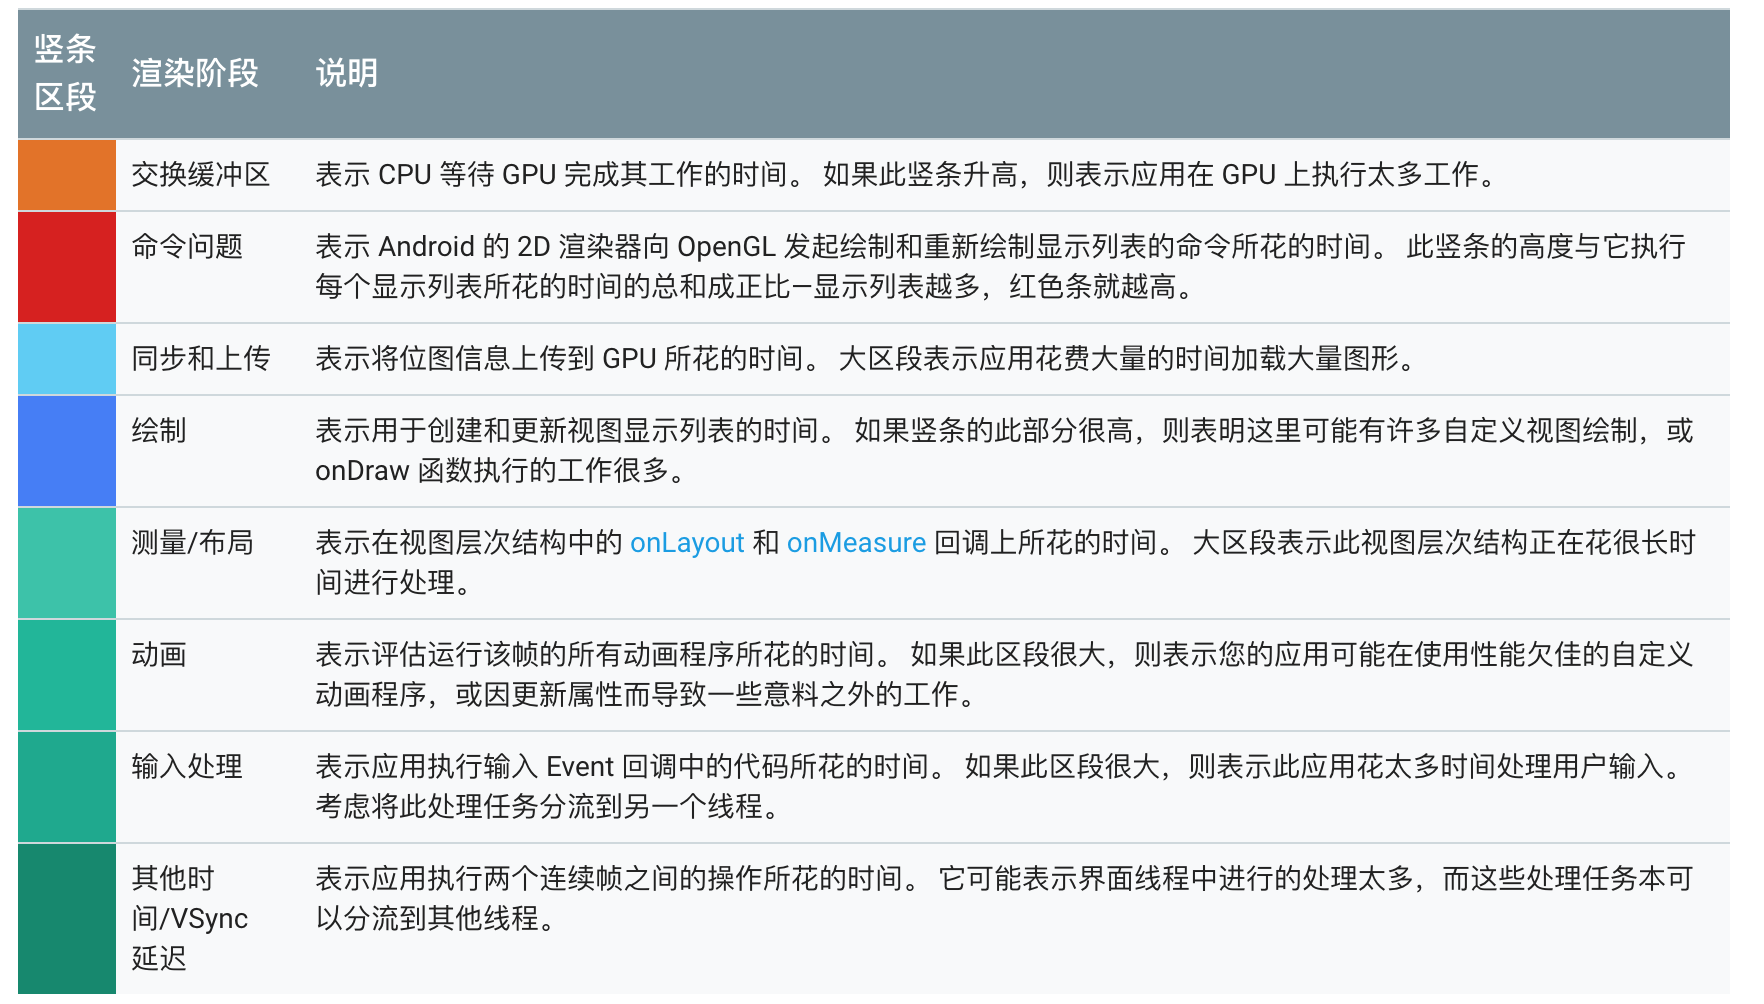 竖条
区段
渲染阶段
说明
交换缓冲区
表示 CPU 等待 GPU 完成其工作的时间。 如果此竖条升高，则表示应用在 GPU 上执行太多工作。
命令问题
表示 Android 的 2D 渲染器向 OpenGL 发起绘制和重新绘制显示列表的命令所花的时间。 此竖条的高度与它执行
每个显示列表所花的时间的总和成正比—显示列表越多，红色条就越高。
同步和上传
表示将位图信息上传到 GPU 所花的时间。 大区段表示应用花费大量的时间加载大量图形。
绘制
表示用于创建和更新视图显示列表的时间。 如果竖条的此部分很高，则表明这里可能有许多自定义视图绘制，或
onDraw 函数执行的工作很多。
测量/布局
表示在视图层次结构中的 onLayout 和 onMeasure 回调上所花的时间。 大区段表示此视图层次结构正在花很长时
间进行处理。
动画
表示评估运行该帧的所有动画程序所花的时间。 如果此区段很大，则表示您的应用可能在使用性能欠佳的自定义
动画程序，或因更新属性而导致一些意料之外的工作。
输入处理
表示应用执行输入 Event 回调中的代码所花的时间。 如果此区段很大，则表示此应用花太多时间处理用户输入。
考虑将此处理任务分流到另一个线程。
其他时
间/VSync
延迟
表示应用执行两个连续帧之间的操作所花的时间。 它可能表示界面线程中进行的处理太多，而这些处理任务本可
以分流到其他线程。